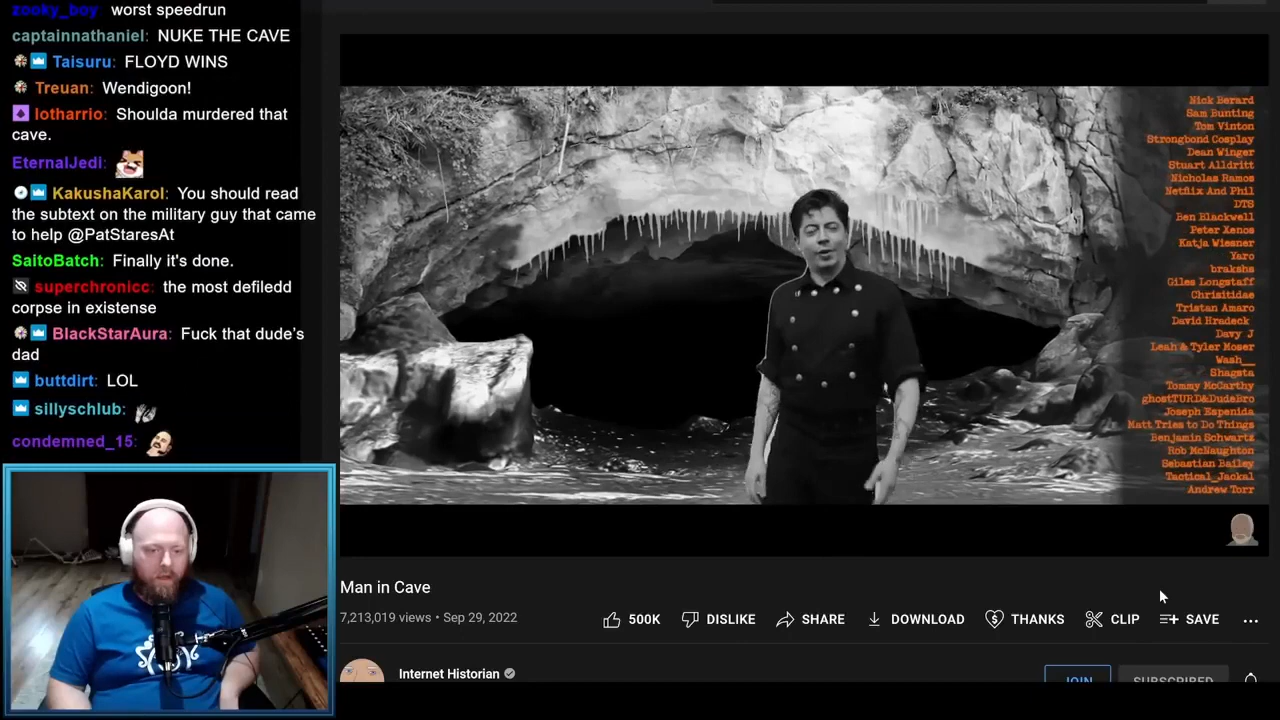 zooky_boy: worst speedrun
captainnathaniel: NUKE THE CAVE
Taisuru: FLOYD WINS
Treuan: Wendigoon!
lotharrio: Shoulda murdered that
cave.
EternalJedi:
KakushaKarol: You should read
the subtext on the military guy that came
to help @PatStaresAt
SaitoBatch: Finally it's done.
superchronicc: the most defiledd
corpse in existense
BlackStarAura: Fuck that dude's
dad
buttdirt: LOL
sillyschlub:
condemned_15:
Nick Berard
Sam Bunting
Tom Vinton
Strongbond Cosplay
Dean Winger
Stuart Alldritt
Nicholas Ramos
Netflix And Phil
DTS
Ben Blackwell
Peter Xenos
Katja Wiesner
Yaro
brakshs
Giles Longstaff
Chrisitidae
Tristan Amaro
David Hradeck
Davy J
Leah & Tyler Moser
Wash__
Shagsta
Tommy McCarthy
ghostTURD&DudeBro
Joseph Espenida
Matt Tries to Do Things
Benjamin Schwartz
Rob McNaughton
Sebastian Bailey
Tactical_Jackal
Andrew Torr
Man in Cave
7,213,019 views • Sep 29, 2022
500K
DISLIKE
SHARE
DOWNLOAD
THANKS
CLIP
SAVE
Internet Historian
JOIN
SUBSCRIBED